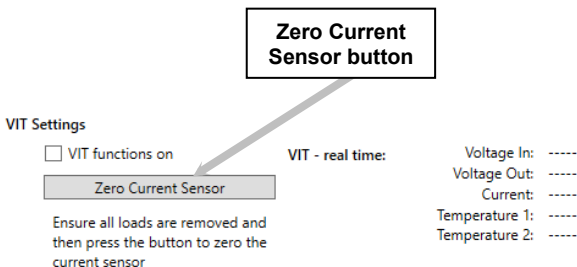 Zero Current
Sensor button
VIT Settings
VIT functions on
Zero Current Sensor
Ensure all loads are removed and
then press the button to zero the
current sensor
VIT - real time:
Voltage In: -----
Voltage Out: -----
Current: -----
Temperature 1: -----
Temperature 2: -----